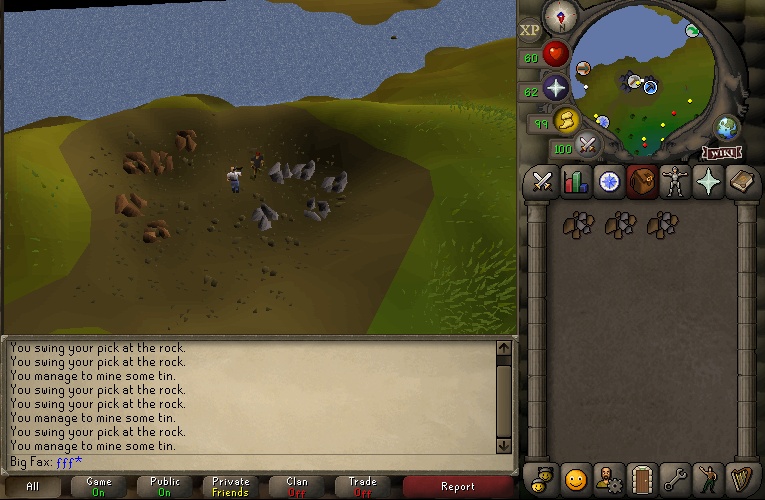 XP
N
60
62
99
100
WIKI
You swing your pick at the rock.
You swing your pick at the rock.
You manage to mine some tin.
You swing your pick at the rock.
You swing your pick at the rock.
You manage to mine some tin.
You swing your pick at the rock.
You manage to mine some tin.
Big Fax: fff*
All
Game
On
Public
On
Private
Friends
Clan
Off
Trade
Off
Report